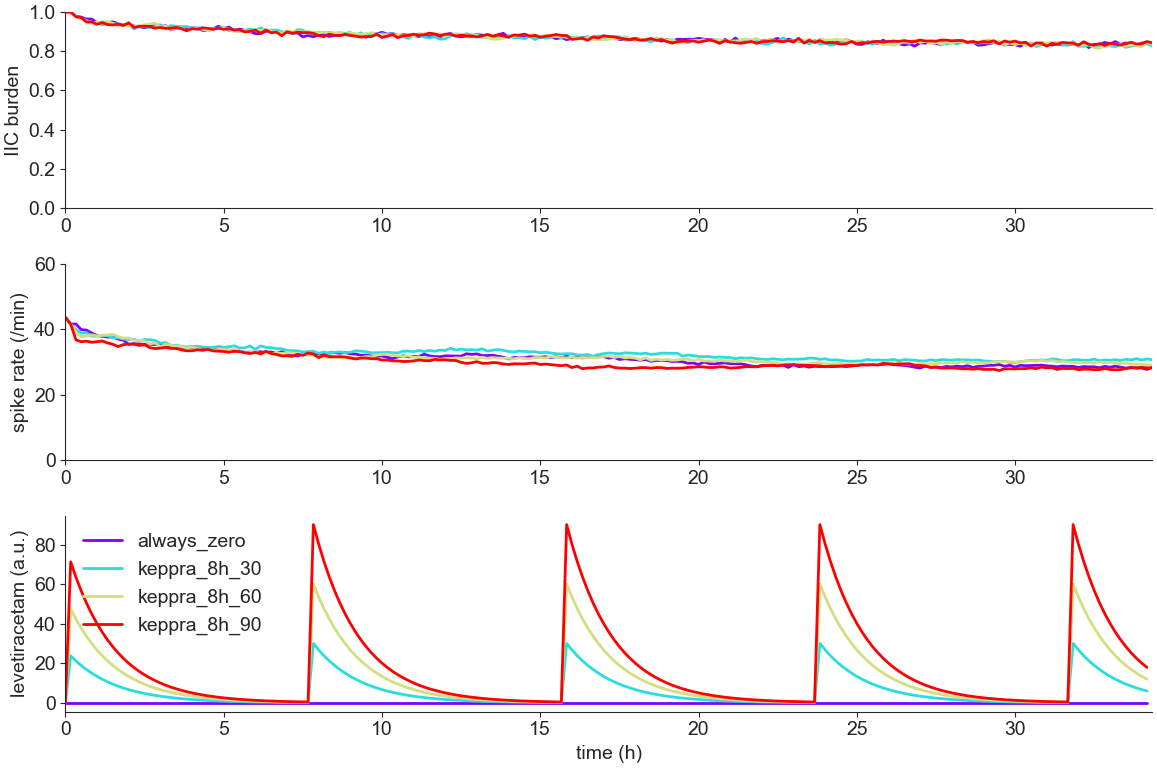 IIC burden
1.0
0.8
0.6
0.4
0.2
0.0
0 5 10 15 20 25 30
spike rate (/min)
60
40
20
0
0 5 10 15 20 25 30
levetiracetam (a.u.)
80
60
40
20
0
always_zero
keppra_8h_30
keppra_8h_60
keppra_8h_90
0 5 10 15 20 25 30
time (h)